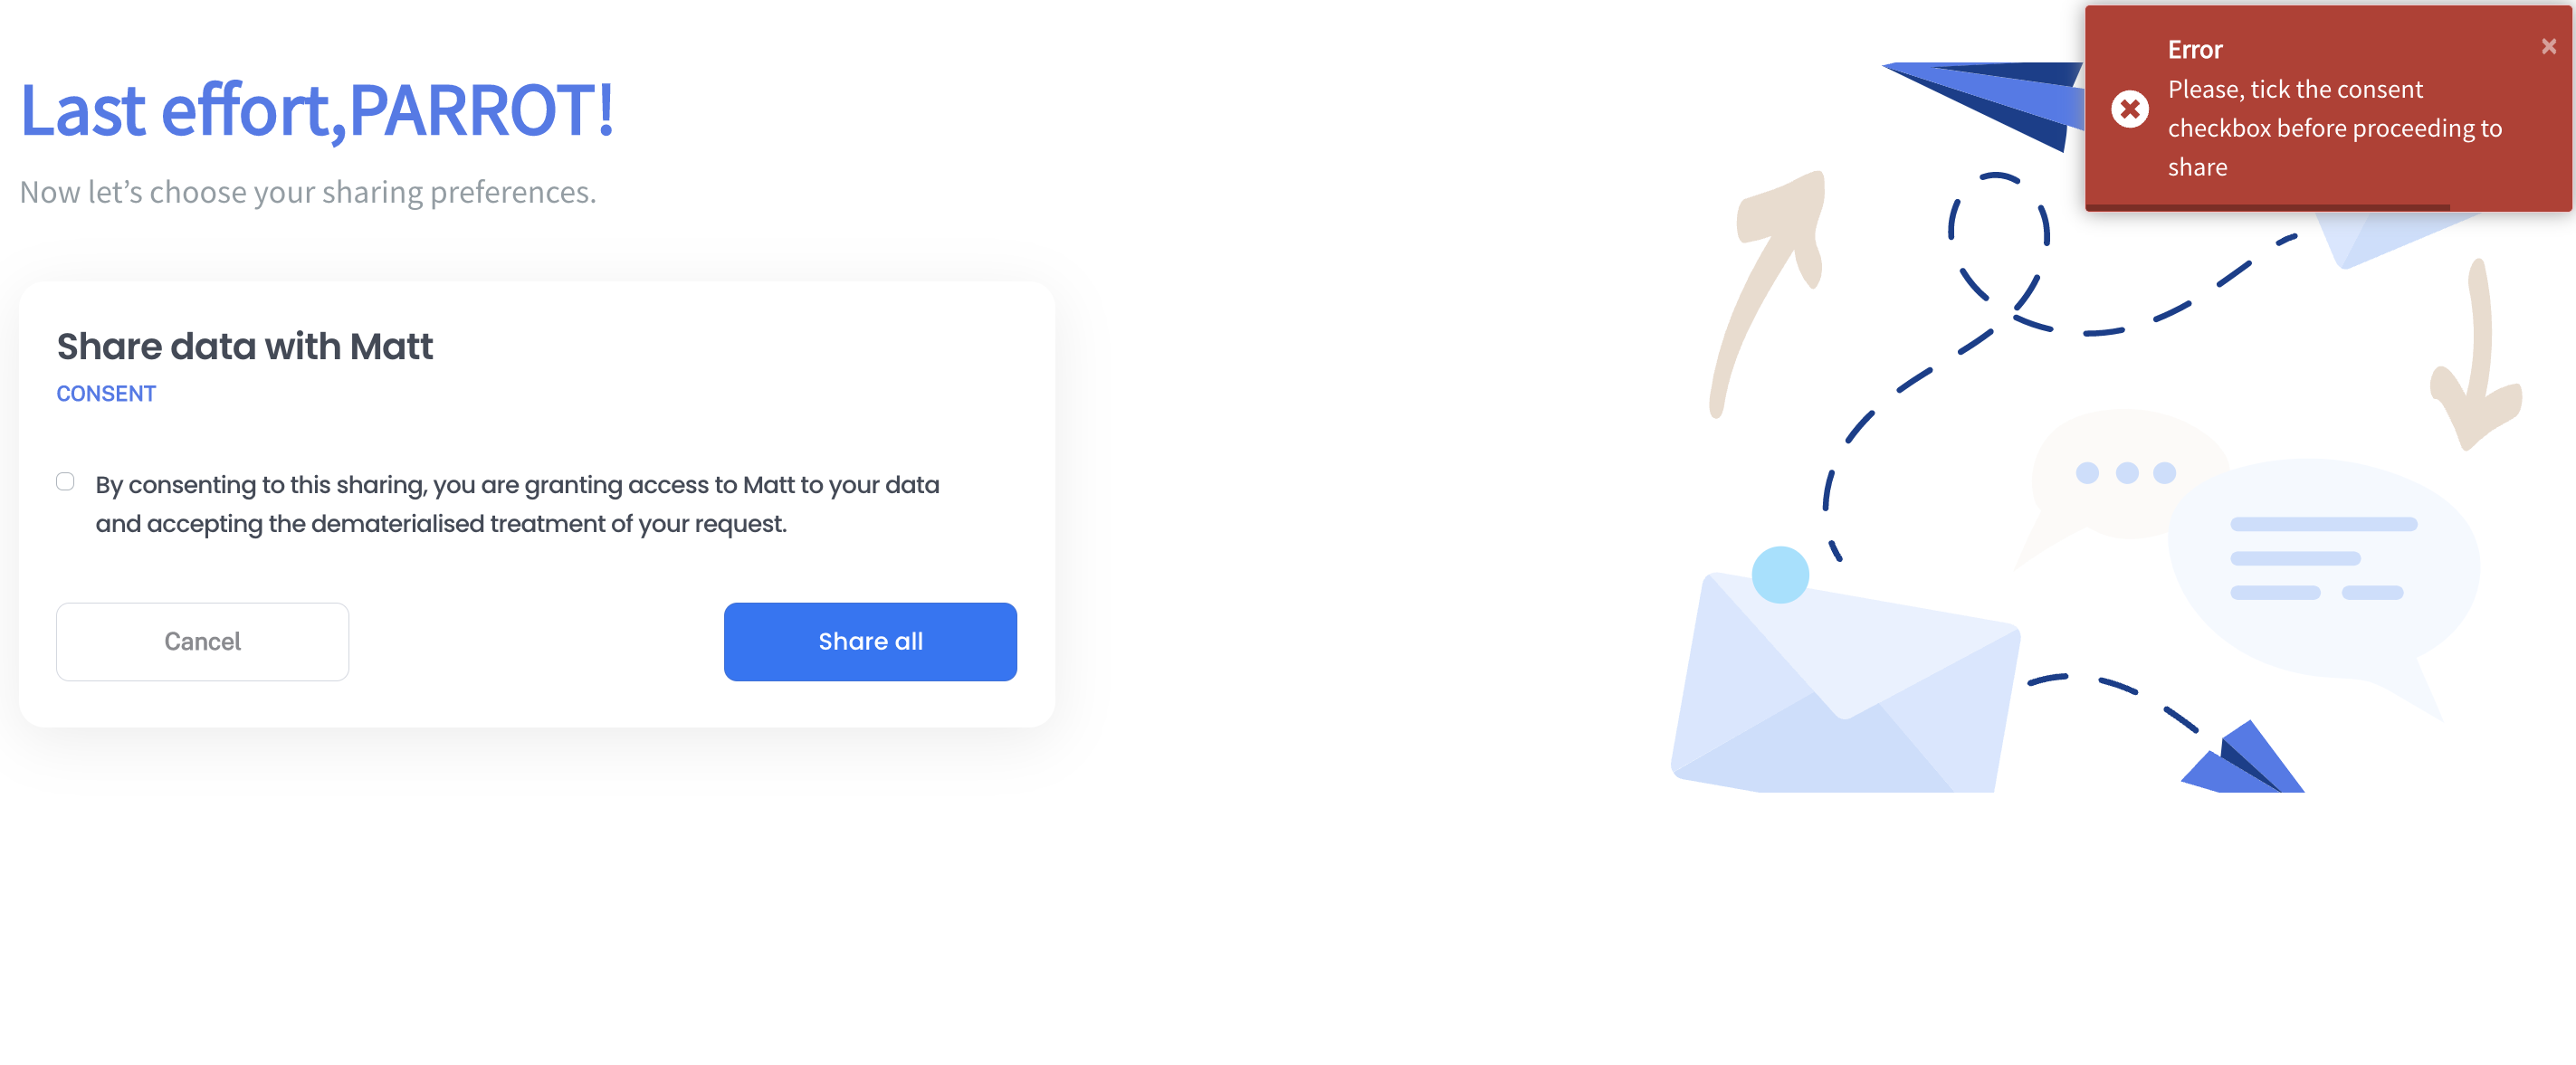 Last effort,PARROT!
Now let’s choose your sharing preferences.
Share data with Matt
CONSENT
By consenting to this sharing, you are granting access to Matt to your data
and accepting the dematerialised treatment of your request.
Cancel
Share all
Error
Please, tick the consent
checkbox before proceeding to
share